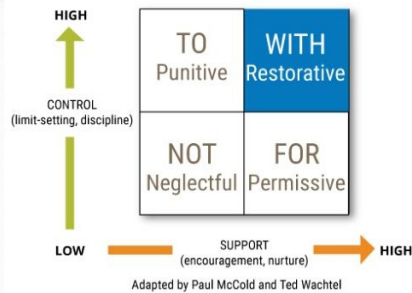 HIGH
TO
Punitive
WITH
Restorative
CONTROL
(limit-setting, discipline)
NOT
Neglectful
FOR
Permissive
LOW
SUPPORT
(encouragement, nurture)
HIGH
Adapted by Paul McCold and Ted Wachtel